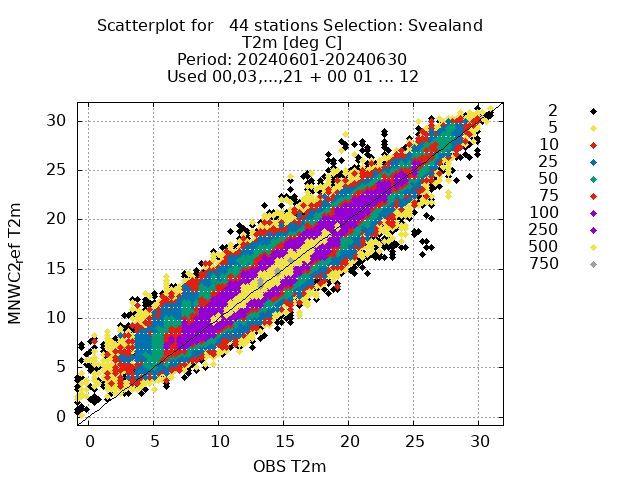 Scatterplot for   44 stations Selection: Svealand
T2m [deg C]
Period: 20240601-20240630
Used 00,03,...,21 + 00 01 ... 12
MNWC2,ef T2m
30
25
20
15
10
5
0
0 5 10 15 20 25 30
OBS T2m
2
5
10
25
50
75
100
250
500
750